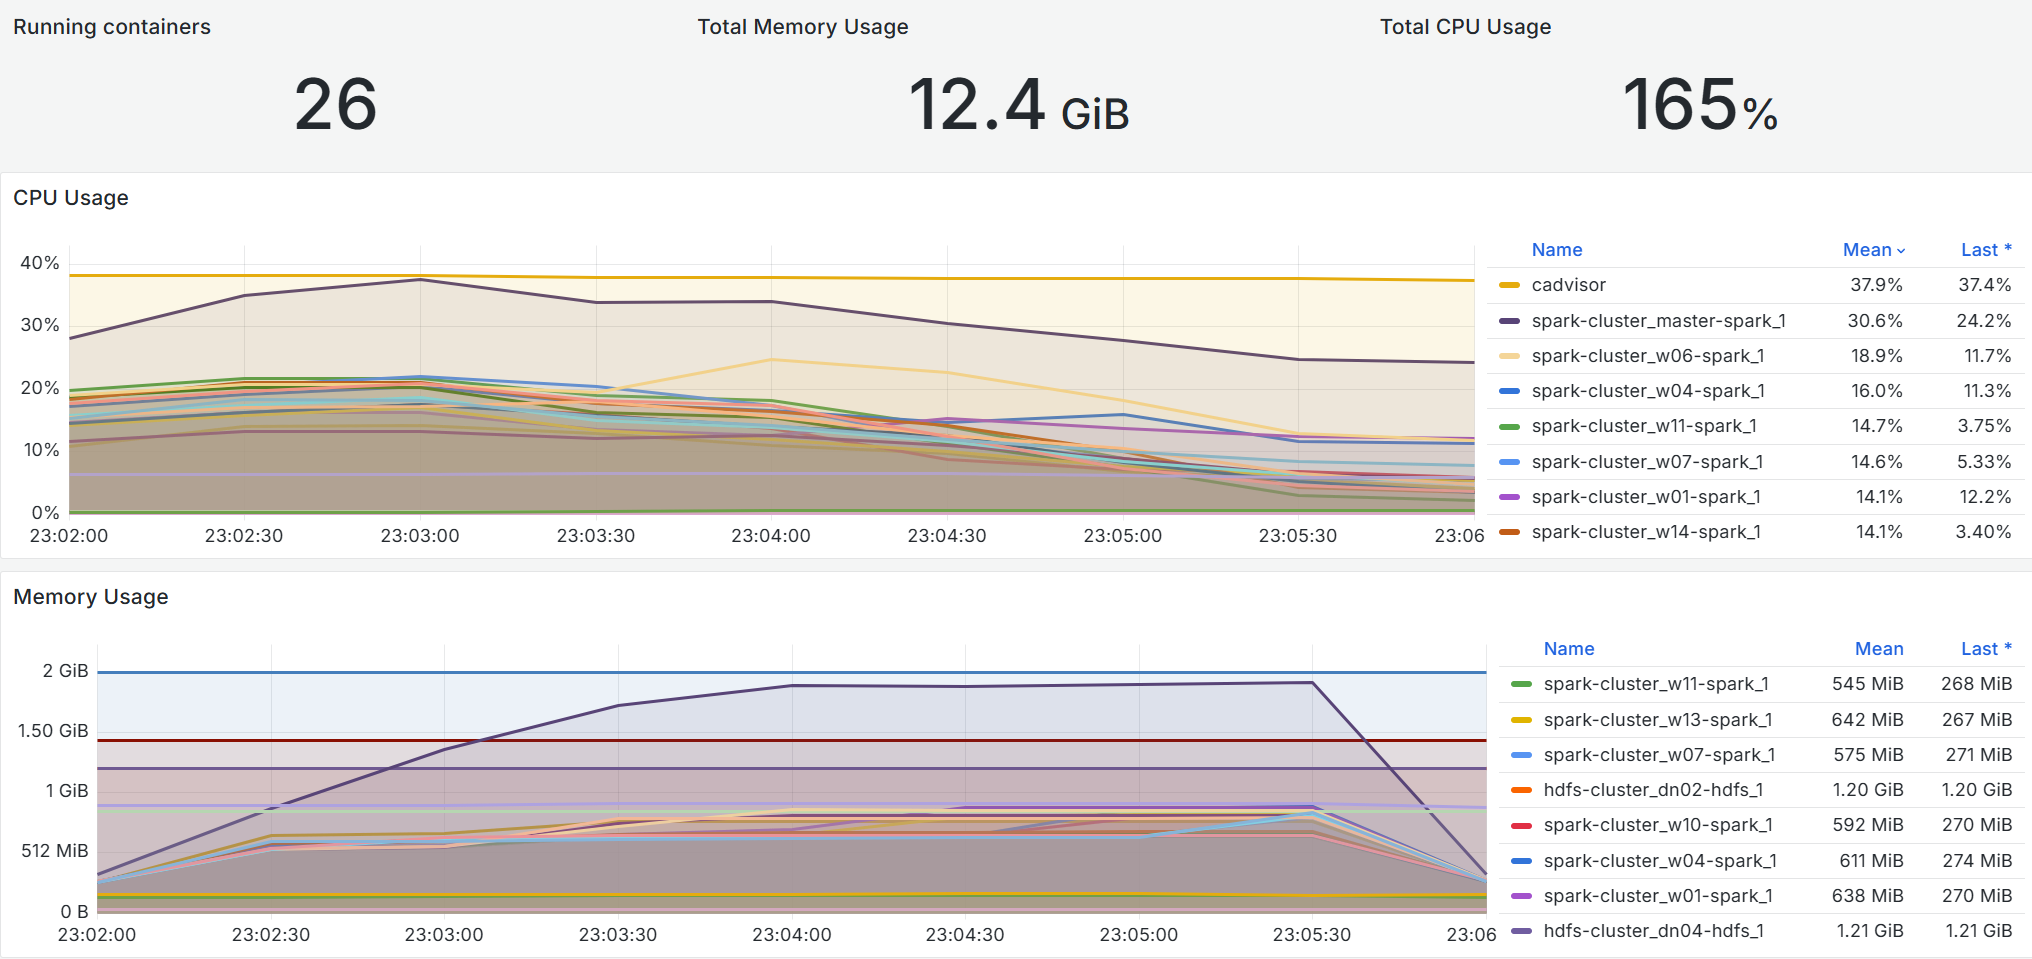 Running containers
Total Memory Usage
Total CPU Usage
26
12.4 GiB
165%
CPU Usage
40%
30%
20%
10%
0%
23:02:00 23:02:30 23:03:00 23:03:30 23:04:00 23:04:30 23:05:00 23:05:30 23:06
Name Mean Last *
cadvisor 37.9% 37.4%
spark-cluster_master-spark_1 30.6% 24.2%
spark-cluster_w06-spark_1 18.9% 11.7%
spark-cluster_w04-spark_1 16.0% 11.3%
spark-cluster_w11-spark_1 14.7% 3.75%
spark-cluster_w07-spark_1 14.6% 5.33%
spark-cluster_w01-spark_1 14.1% 12.2%
spark-cluster_w14-spark_1 14.1% 3.40%
Memory Usage
2 GiB
1.50 GiB
1 GiB
512 MiB
0 B
23:02:00 23:02:30 23:03:00 23:03:30 23:04:00 23:04:30 23:05:00 23:05:30 23:06
Name Mean Last *
spark-cluster_w11-spark_1 545 MiB 268 MiB
spark-cluster_w13-spark_1 642 MiB 267 MiB
spark-cluster_w07-spark_1 575 MiB 271 MiB
hdfs-cluster_dn02-hdfs_1 1.20 GiB 1.20 GiB
spark-cluster_w10-spark_1 592 MiB 270 MiB
spark-cluster_w04-spark_1 611 MiB 274 MiB
spark-cluster_w01-spark_1 638 MiB 270 MiB
hdfs-cluster_dn04-hdfs_1 1.21 GiB 1.21 GiB